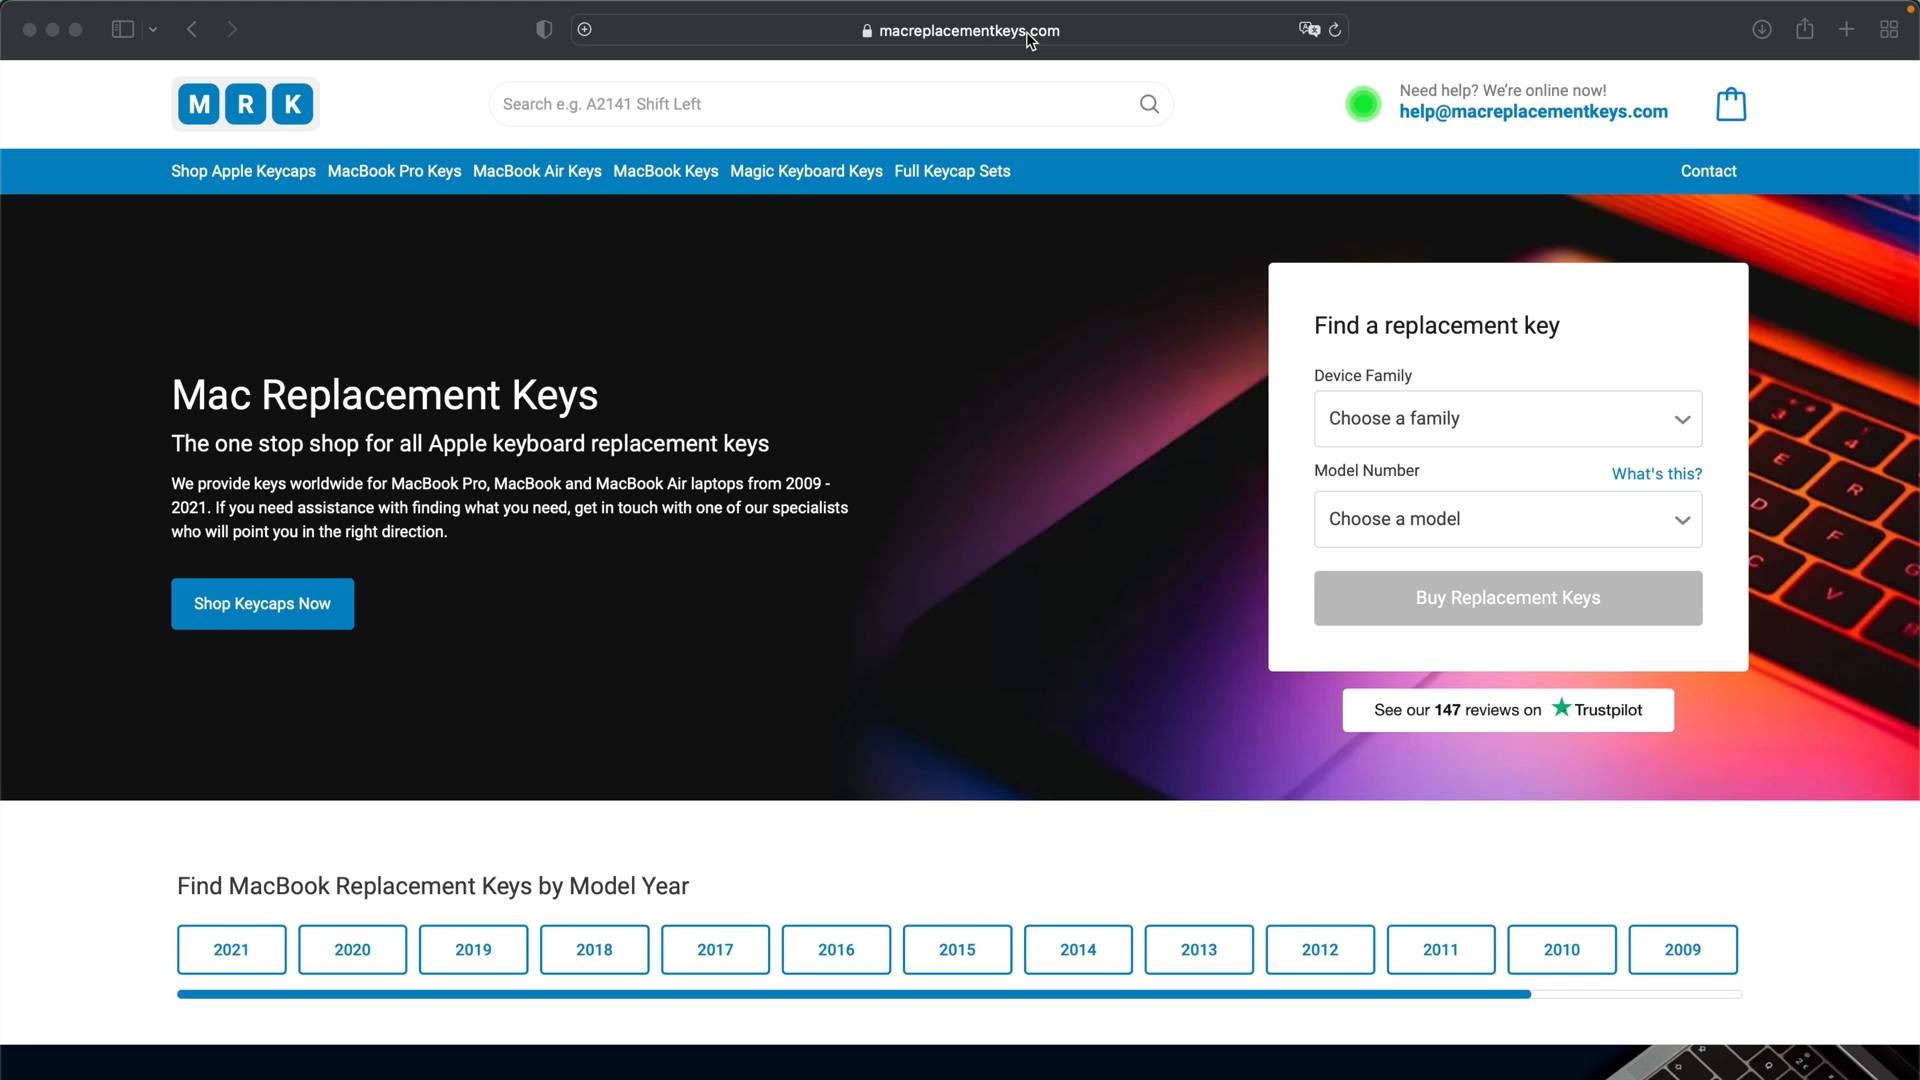 macreplacementkeys.com
M R K
Search e.g. A2141 Shift Left
Need help? We're online now!
help@macreplacementkeys.com
Shop Apple Keycaps MacBook Pro Keys MacBook Air Keys MacBook Keys Magic Keyboard Keys Full Keycap Sets Contact
Mac Replacement Keys
The one stop shop for all Apple keyboard replacement keys
We provide keys worldwide for MacBook Pro, MacBook and MacBook Air laptops from 2009 -
2021. If you need assistance with finding what you need, get in touch with one of our specialists
who will point you in the right direction.
Shop Keycaps Now
Find a replacement key
Device Family
Choose a family
Model Number What's this?
Choose a model
Buy Replacement Keys
See our 147 reviews on Trustpilot
3 4
E R
D F G
C V
Find MacBook Replacement Keys by Model Year
2021 2020 2019 2018 2017 2016 2015 2014 2013 2012 2011 2010 2009